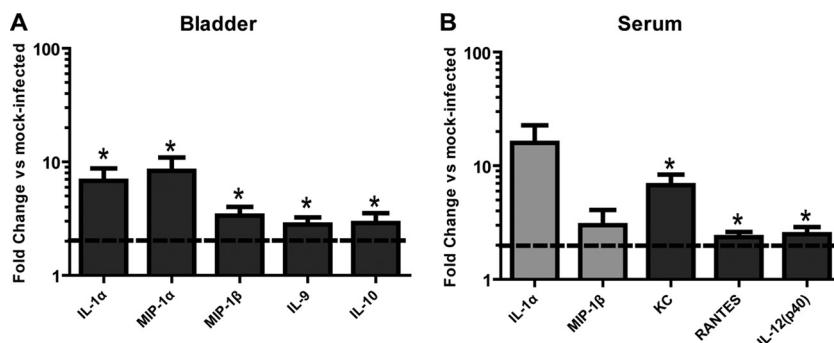 A
Bladder
Fold Change vs mock-infected
100
10
1
*
*
*
*
*
IL-1α
MIP-1α
MIP-1β
IL-9
IL-10
B
Serum
Fold Change vs mock-infected
100
10
1
*
*
*
IL-1α
MIP-1β
KC
RANTES
IL-12(p40)